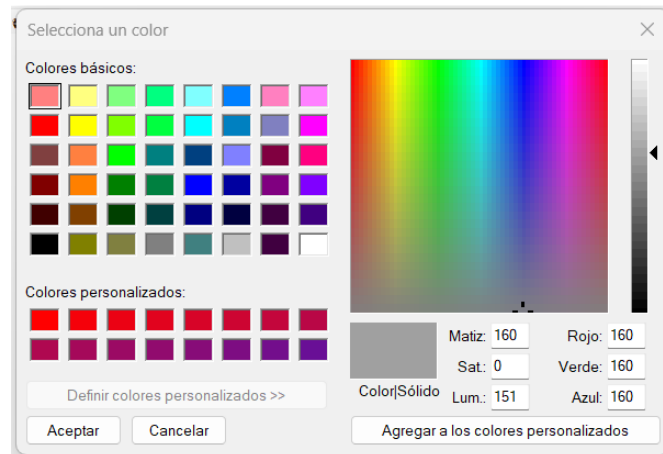 Selecciona un color
Colores básicos:
Colores personalizados:
Definir colores personalizados >>
Aceptar Cancelar
Color|Sólido
Matiz: 160 Rojo: 160
Sat.: 0 Verde: 160
Lum.: 151 Azul: 160
Agregar a los colores personalizados